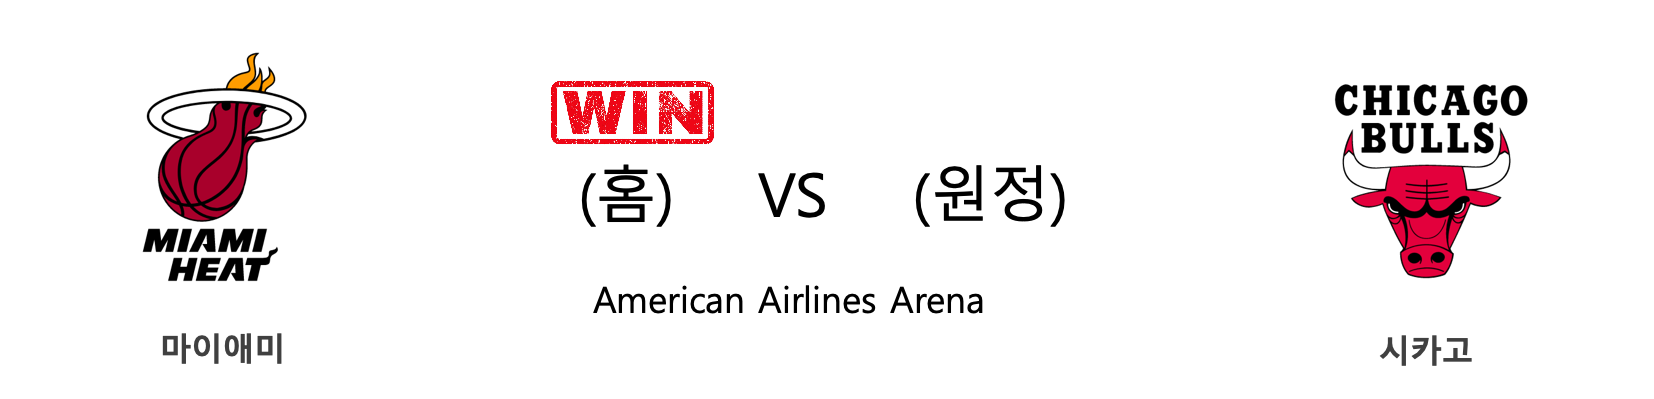 MIAMI
HEAT
마이애미
WIN
(홈) VS (원정)
American Airlines Arena
CHICAGO
BULLS
시카고